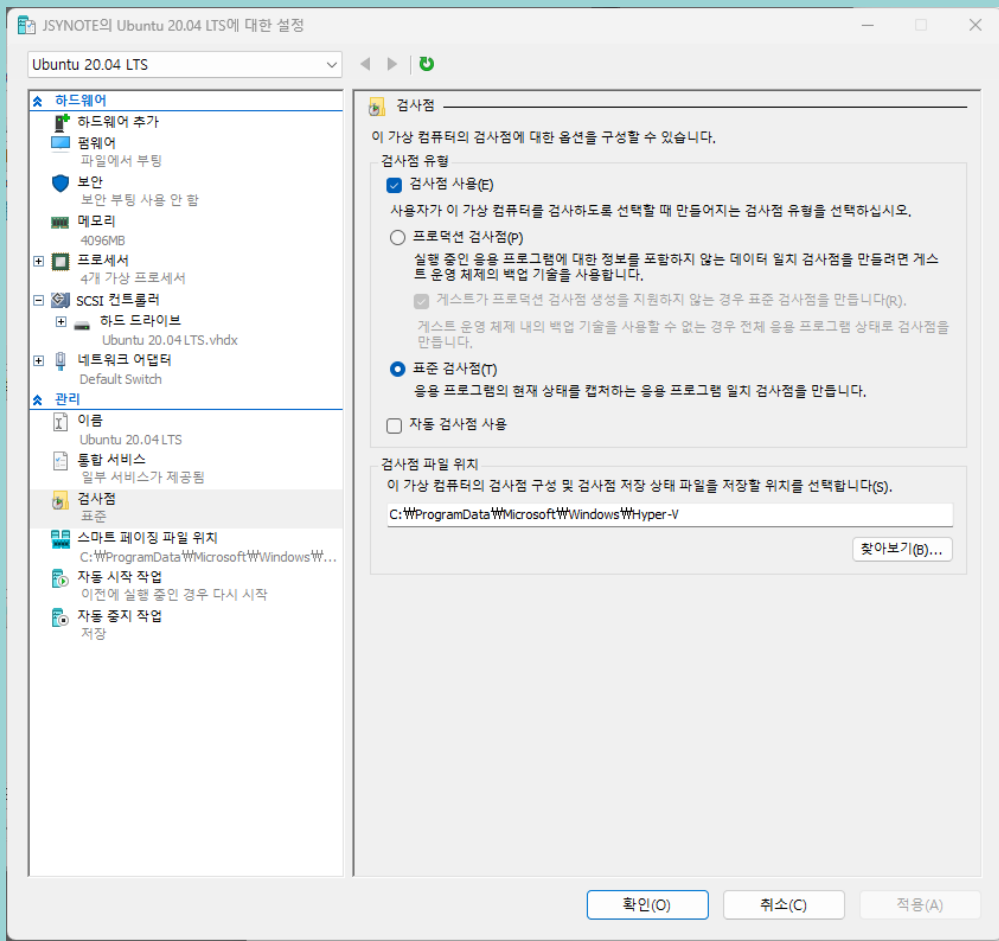 JSYNOTE의 Ubuntu 20.04 LTS에 대한 설정
Ubuntu 20.04 LTS
하드웨어
하드웨어 추가
펌웨어
파일에서 부팅
보안
보안 부팅 사용 안 함
메모리
4096MB
프로세서
4개 가상 프로세서
SCSI 컨트롤러
하드 드라이브
Ubuntu 20.04 LTS.vhdx
네트워크 어댑터
Default Switch
관리
이름
Ubuntu 20.04 LTS
통합 서비스
일부 서비스가 제공됨
검사점
표준
스마트 페이징 파일 위치
C:₩ProgramData₩Microsoft₩Windows₩...
자동 시작 작업
이전에 실행 중인 경우 다시 시작
자동 중지 작업
저장
검사점
이 가상 컴퓨터의 검사점에 대한 옵션을 구성할 수 있습니다.
검사점 유형
검사점 사용(E)
사용자가 이 가상 컴퓨터를 검사하도록 선택할 때 만들어지는 검사점 유형을 선택하십시오.
프로덕션 검사점(P)
실행 중인 응용 프로그램에 대한 정보를 포함하지 않는 데이터 일치 검사점을 만들려면 게스
트 운영 체제의 백업 기술을 사용합니다.
게스트가 프로덕션 검사점 생성을 지원하지 않는 경우 표준 검사점을 만듭니다(R).
게스트 운영 체제 내의 백업 기술을 사용할 수 없는 경우 전체 응용 프로그램 상태로 검사점을
만듭니다.
표준 검사점(T)
응용 프로그램의 현재 상태를 캡처하는 응용 프로그램 일치 검사점을 만듭니다.
자동 검사점 사용
검사점 파일 위치
이 가상 컴퓨터의 검사점 구성 및 검사점 저장 상태 파일을 저장할 위치를 선택합니다(S).
C:₩ProgramData₩Microsoft₩Windows₩Hyper-V
찾아보기(B)...
확인(O)
취소(C)
적용(A)